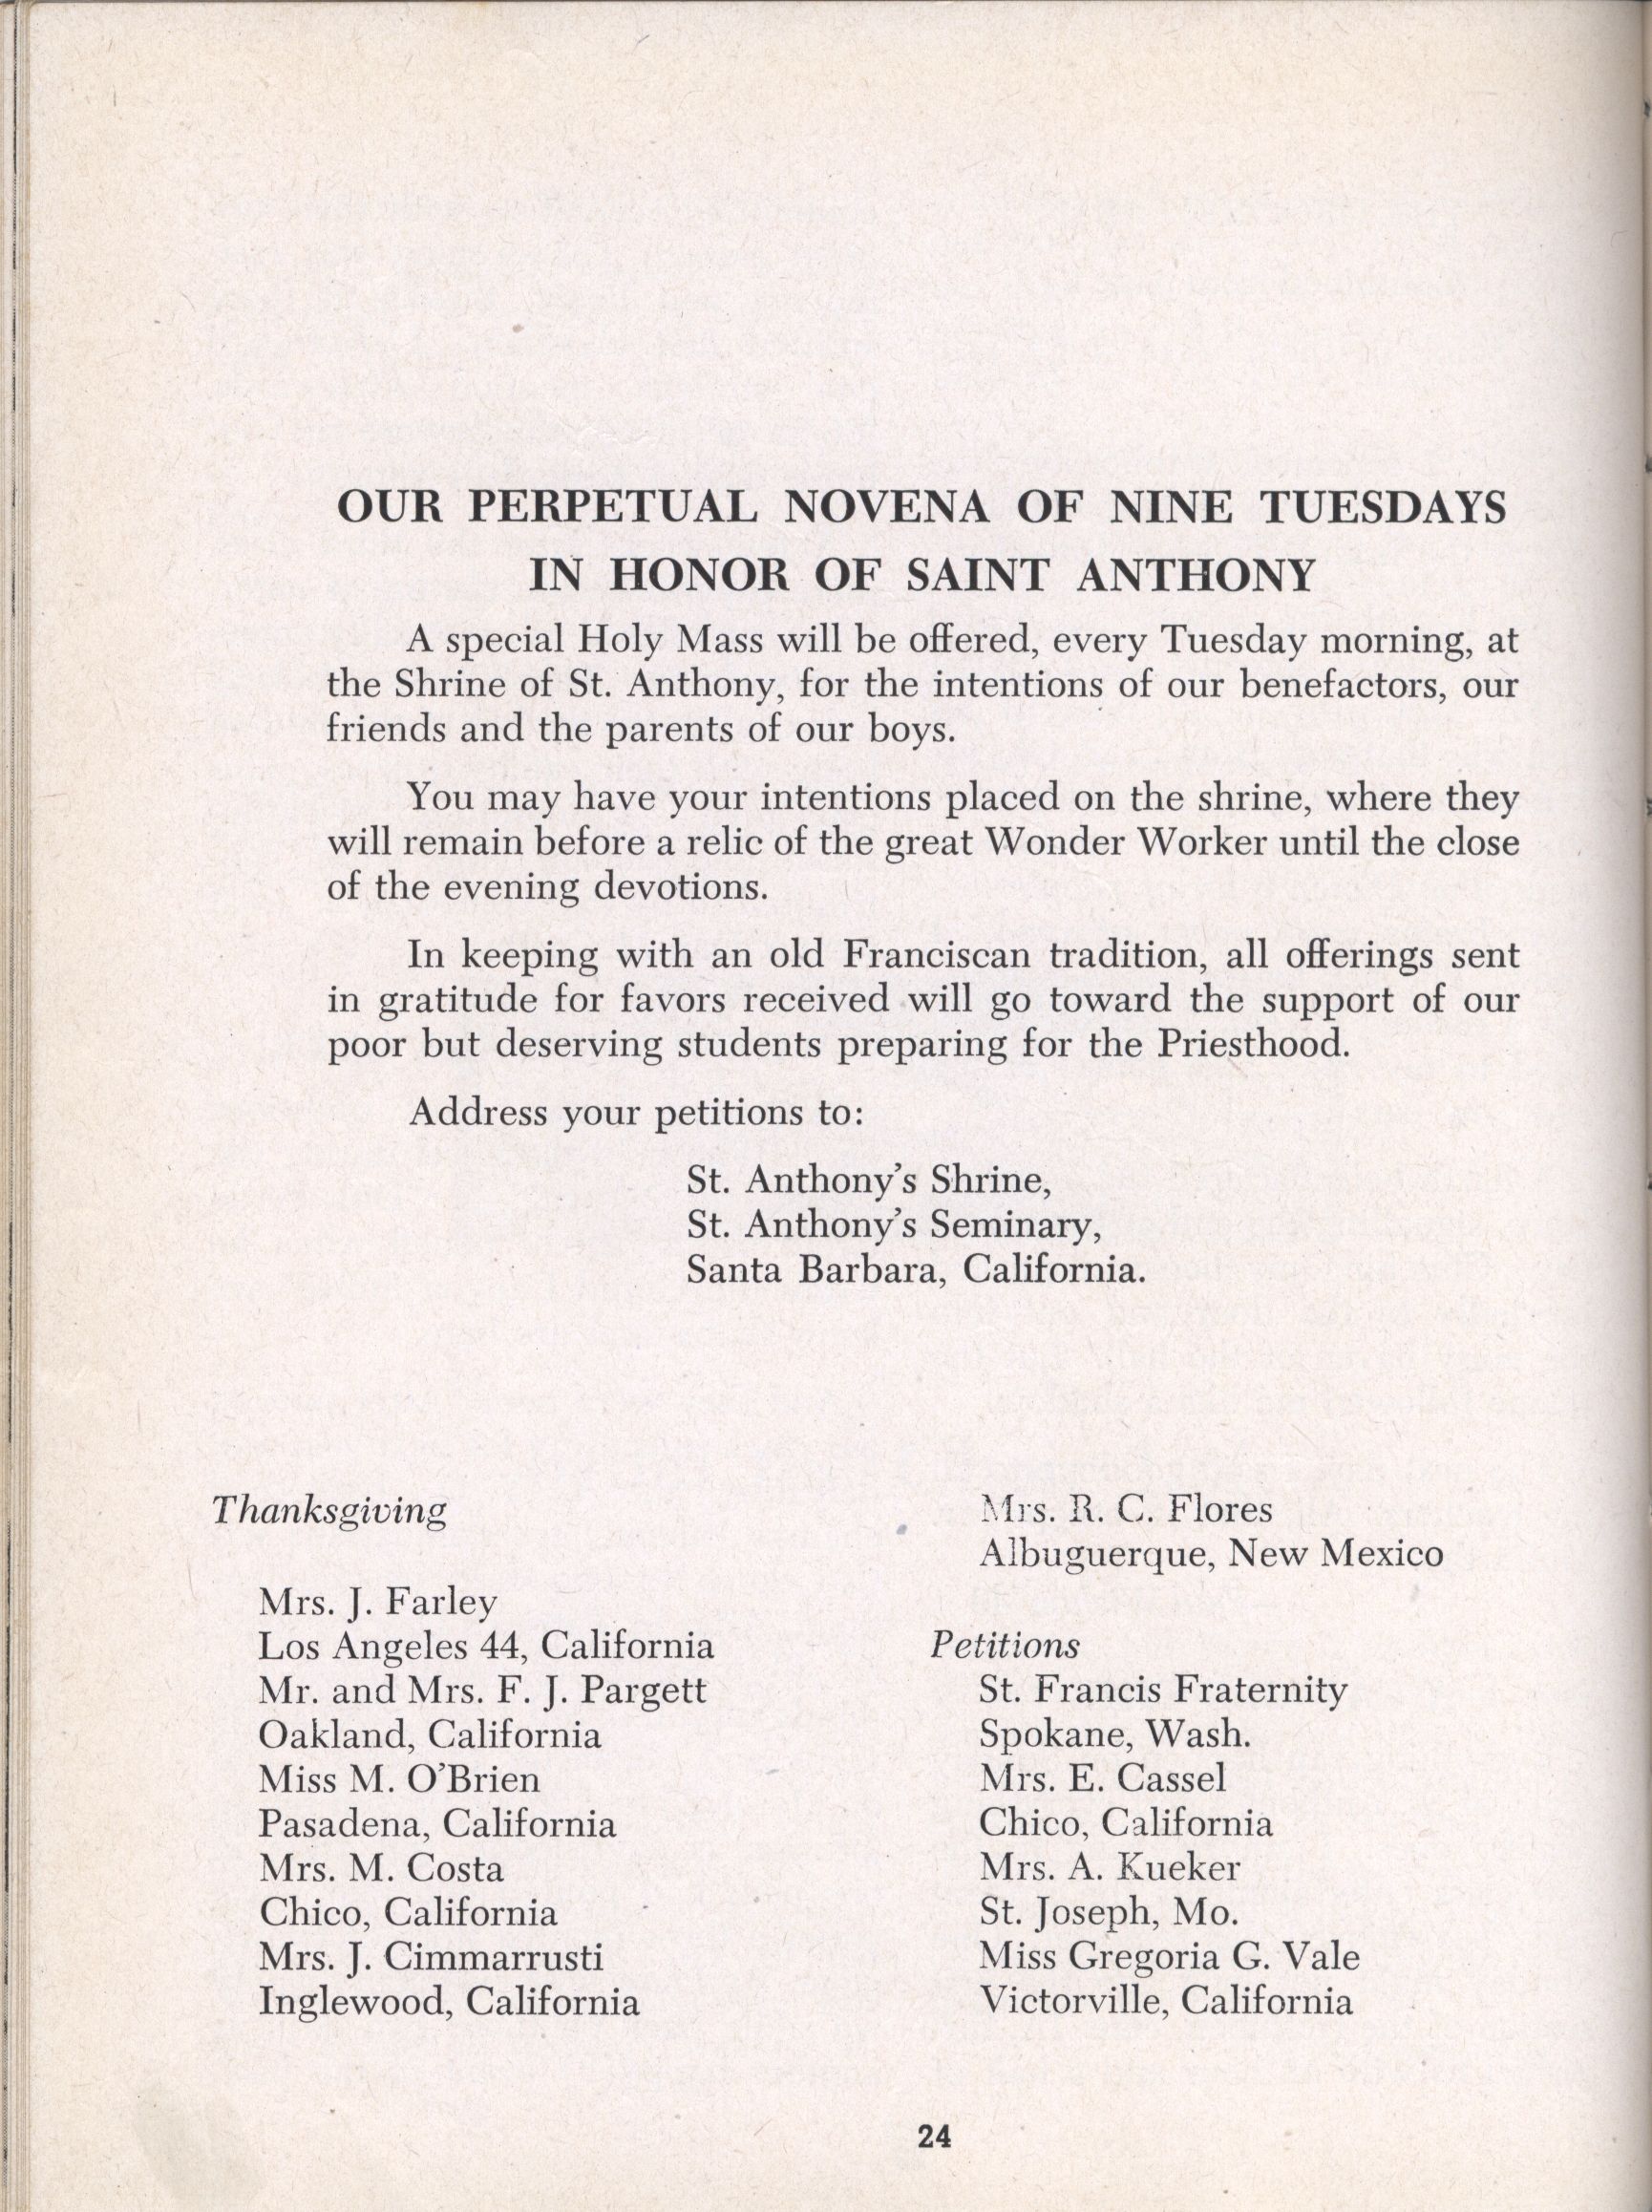 OUR PERPETUAL NOVENA OF NINE TUESDAYS
IN HONOR OF SAINT ANTHONY
A special Holy Mass will be offered, every Tuesday morning, at
the Shrine of St. Anthony, for the intentions of our benefactors, our
friends and the parents of our boys.
You may have your intentions placed on the shrine, where they
will remain before a relic of the great Wonder Worker until the close
of the evening devotions.
In keeping with an old Franciscan tradition, all offerings sent
in gratitude for favors received will go toward the support of our
poor but deserving students preparing for the Priesthood.
Address your petitions to:
St. Anthony's Shrine,
St. Anthony's Seminary,
Santa Barbara, California.
Thanksgiving
Mrs. J. Farley
Los Angeles 44, California
Mr. and Mrs. F. J. Pargett
Oakland, California
Miss M. O'Brien
Pasadena, California
Mrs. M. Costa
Chico, California
Mrs. J. Cimmarrusti
Inglewood, California
Mrs. R. C. Flores
Albuguerque, New Mexico
Petitions
St. Francis Fraternity
Spokane, Wash.
Mrs. E. Cassel
Chico, California
Mrs. A. Kueker
St. Joseph, Mo.
Miss Gregoria G. Vale
Victorville, California
24